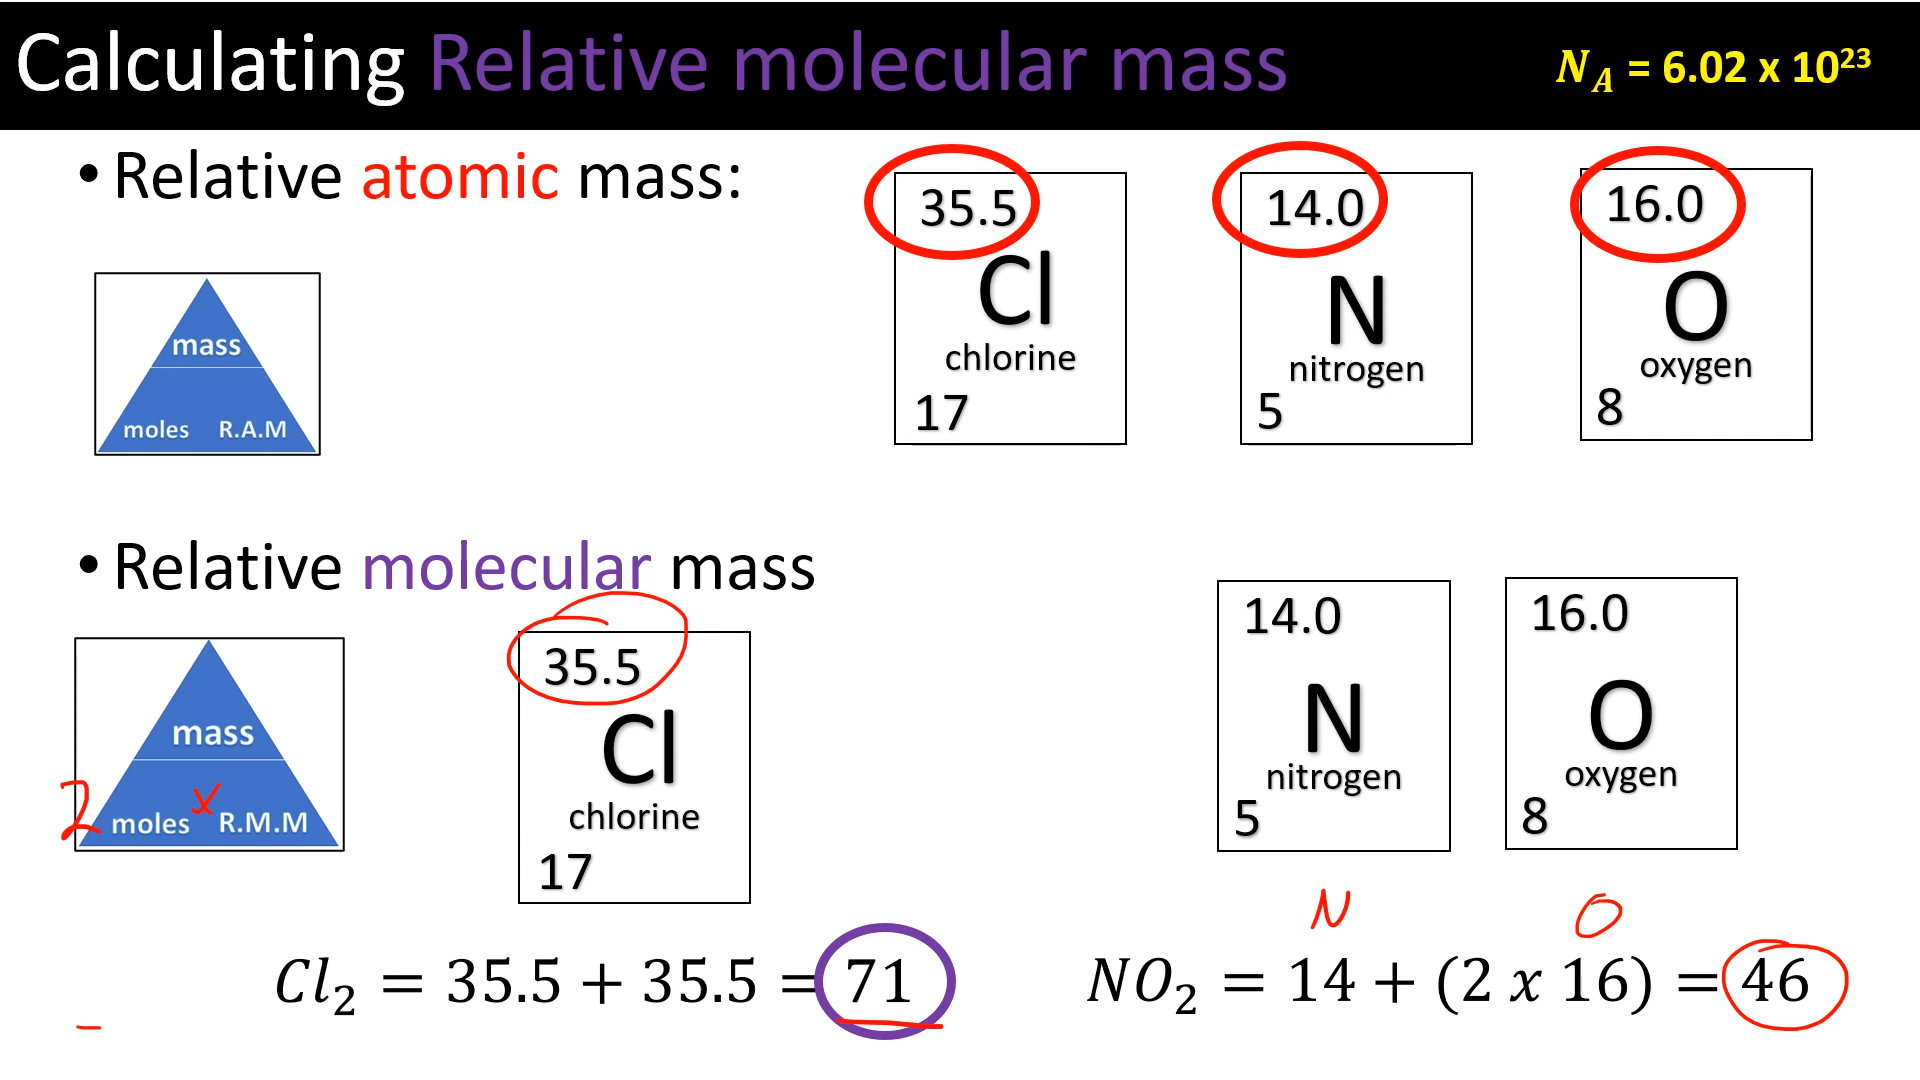 Calculating Relative molecular mass
N_A = 6.02 x 10²³
• Relative atomic mass:
35.5
Cl
chlorine
17
14.0
N
nitrogen
5
16.0
O
oxygen
8
mass
moles R.A.M
• Relative molecular mass
mass
2 moles x R.M.M
35.5
Cl
chlorine
17
14.0
N
nitrogen
5
16.0
O
oxygen
8
N O
Cl₂ = 35.5 + 35.5 = 71
NO₂ = 14 + (2 x 16) = 46